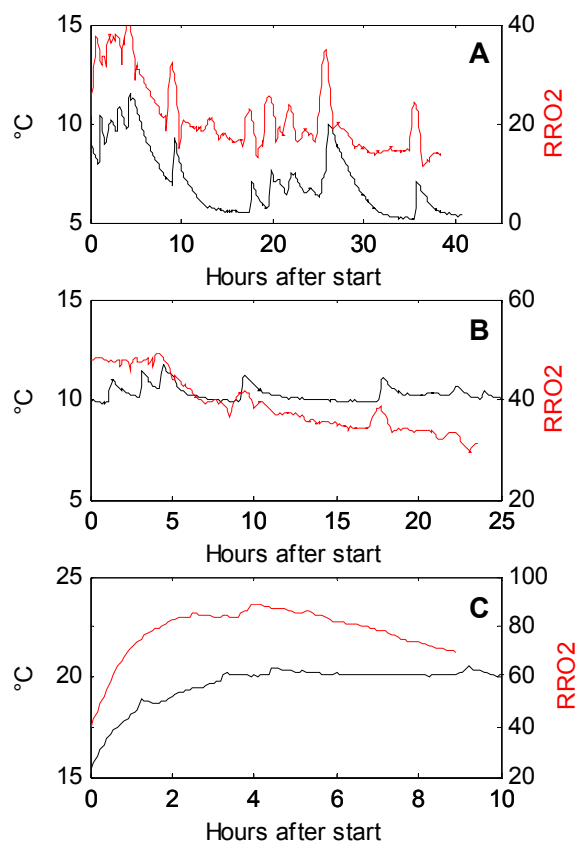 15 40
A
°C 10 20 RRO2
5 0
0 10 20 30 40
Hours after start
15 60
B
°C 10 40 RRO2
5 20
0 5 10 15 20 25
Hours after start
25 100
C
80
°C 20 60 RRO2
40
15 20
0 2 4 6 8 10
Hours after start